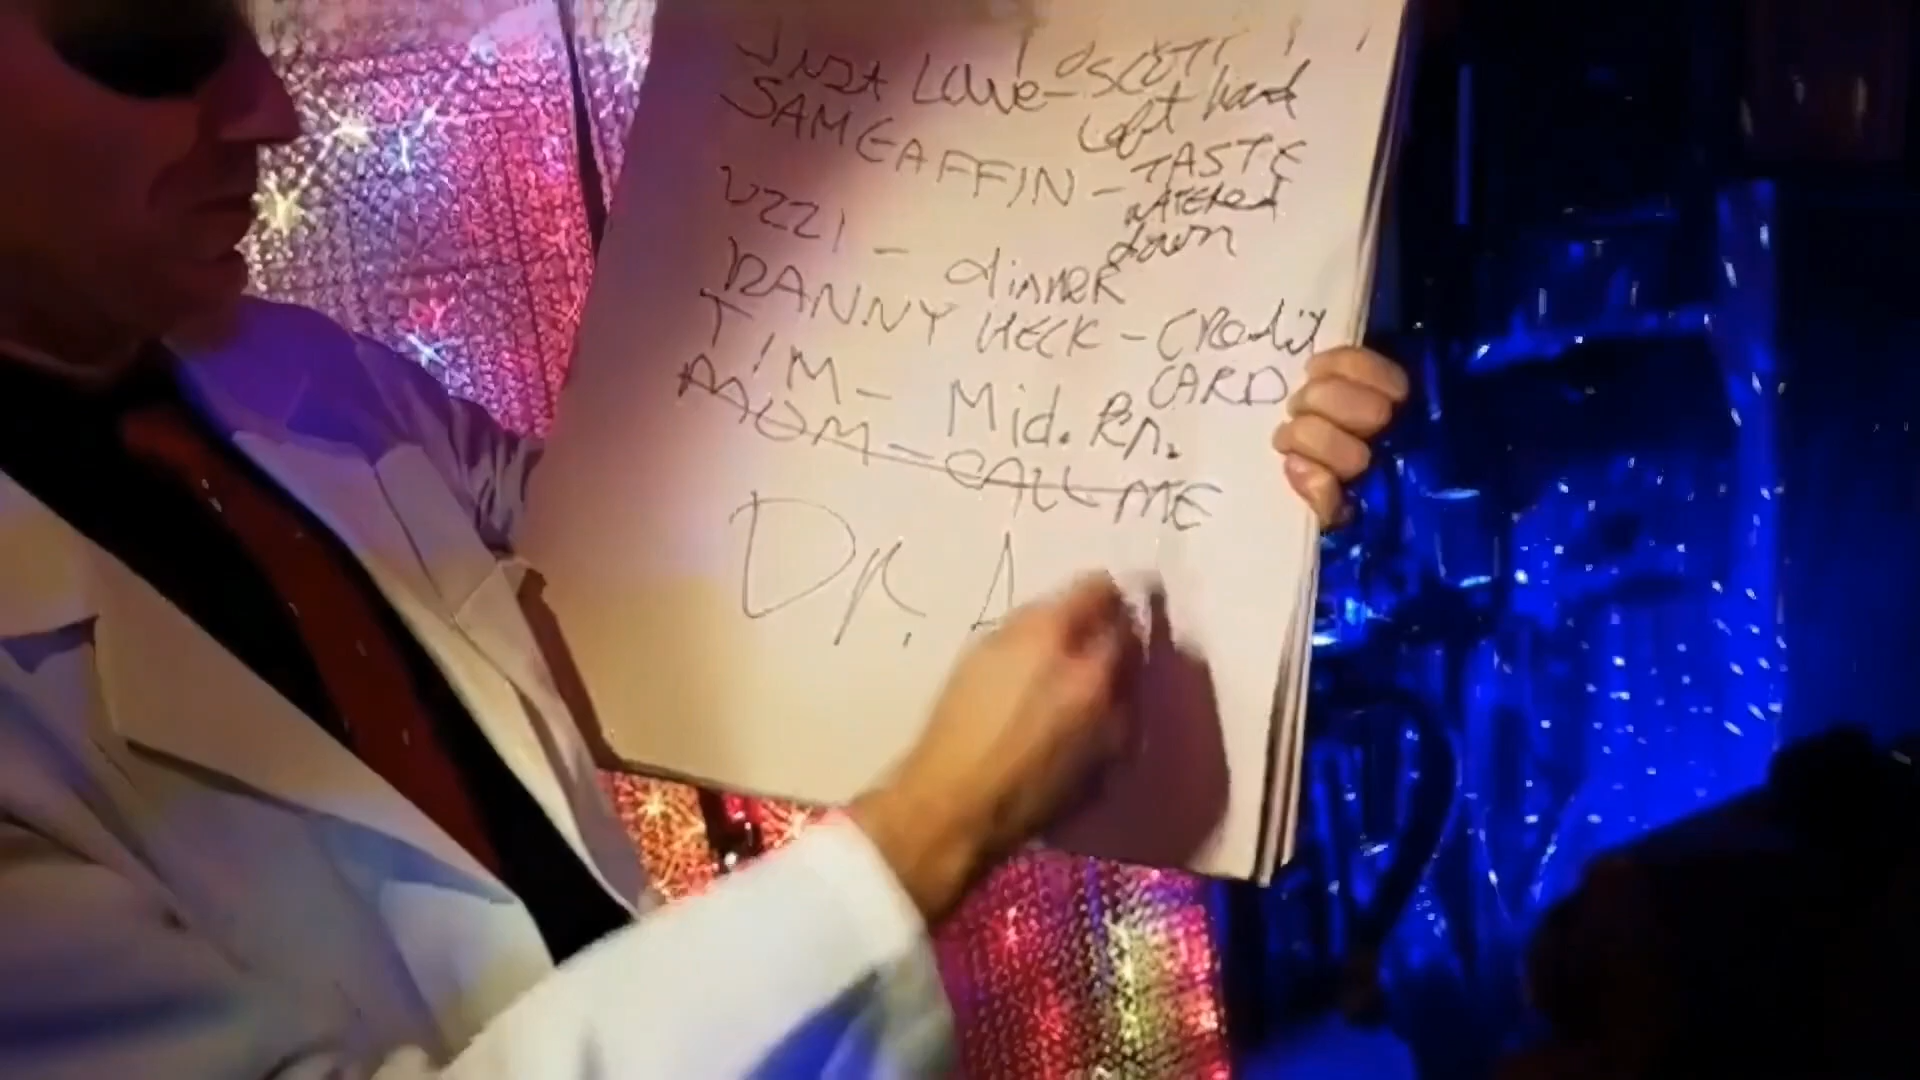 Love - SCOTT
Left hand
SAM GAFFIN - TASTE
WATERED
down
UZZI - dinner
DANNY HECK - CRedit
CARD
TIM - Mid. Rn.
MOM - CALL ME
Dr. A